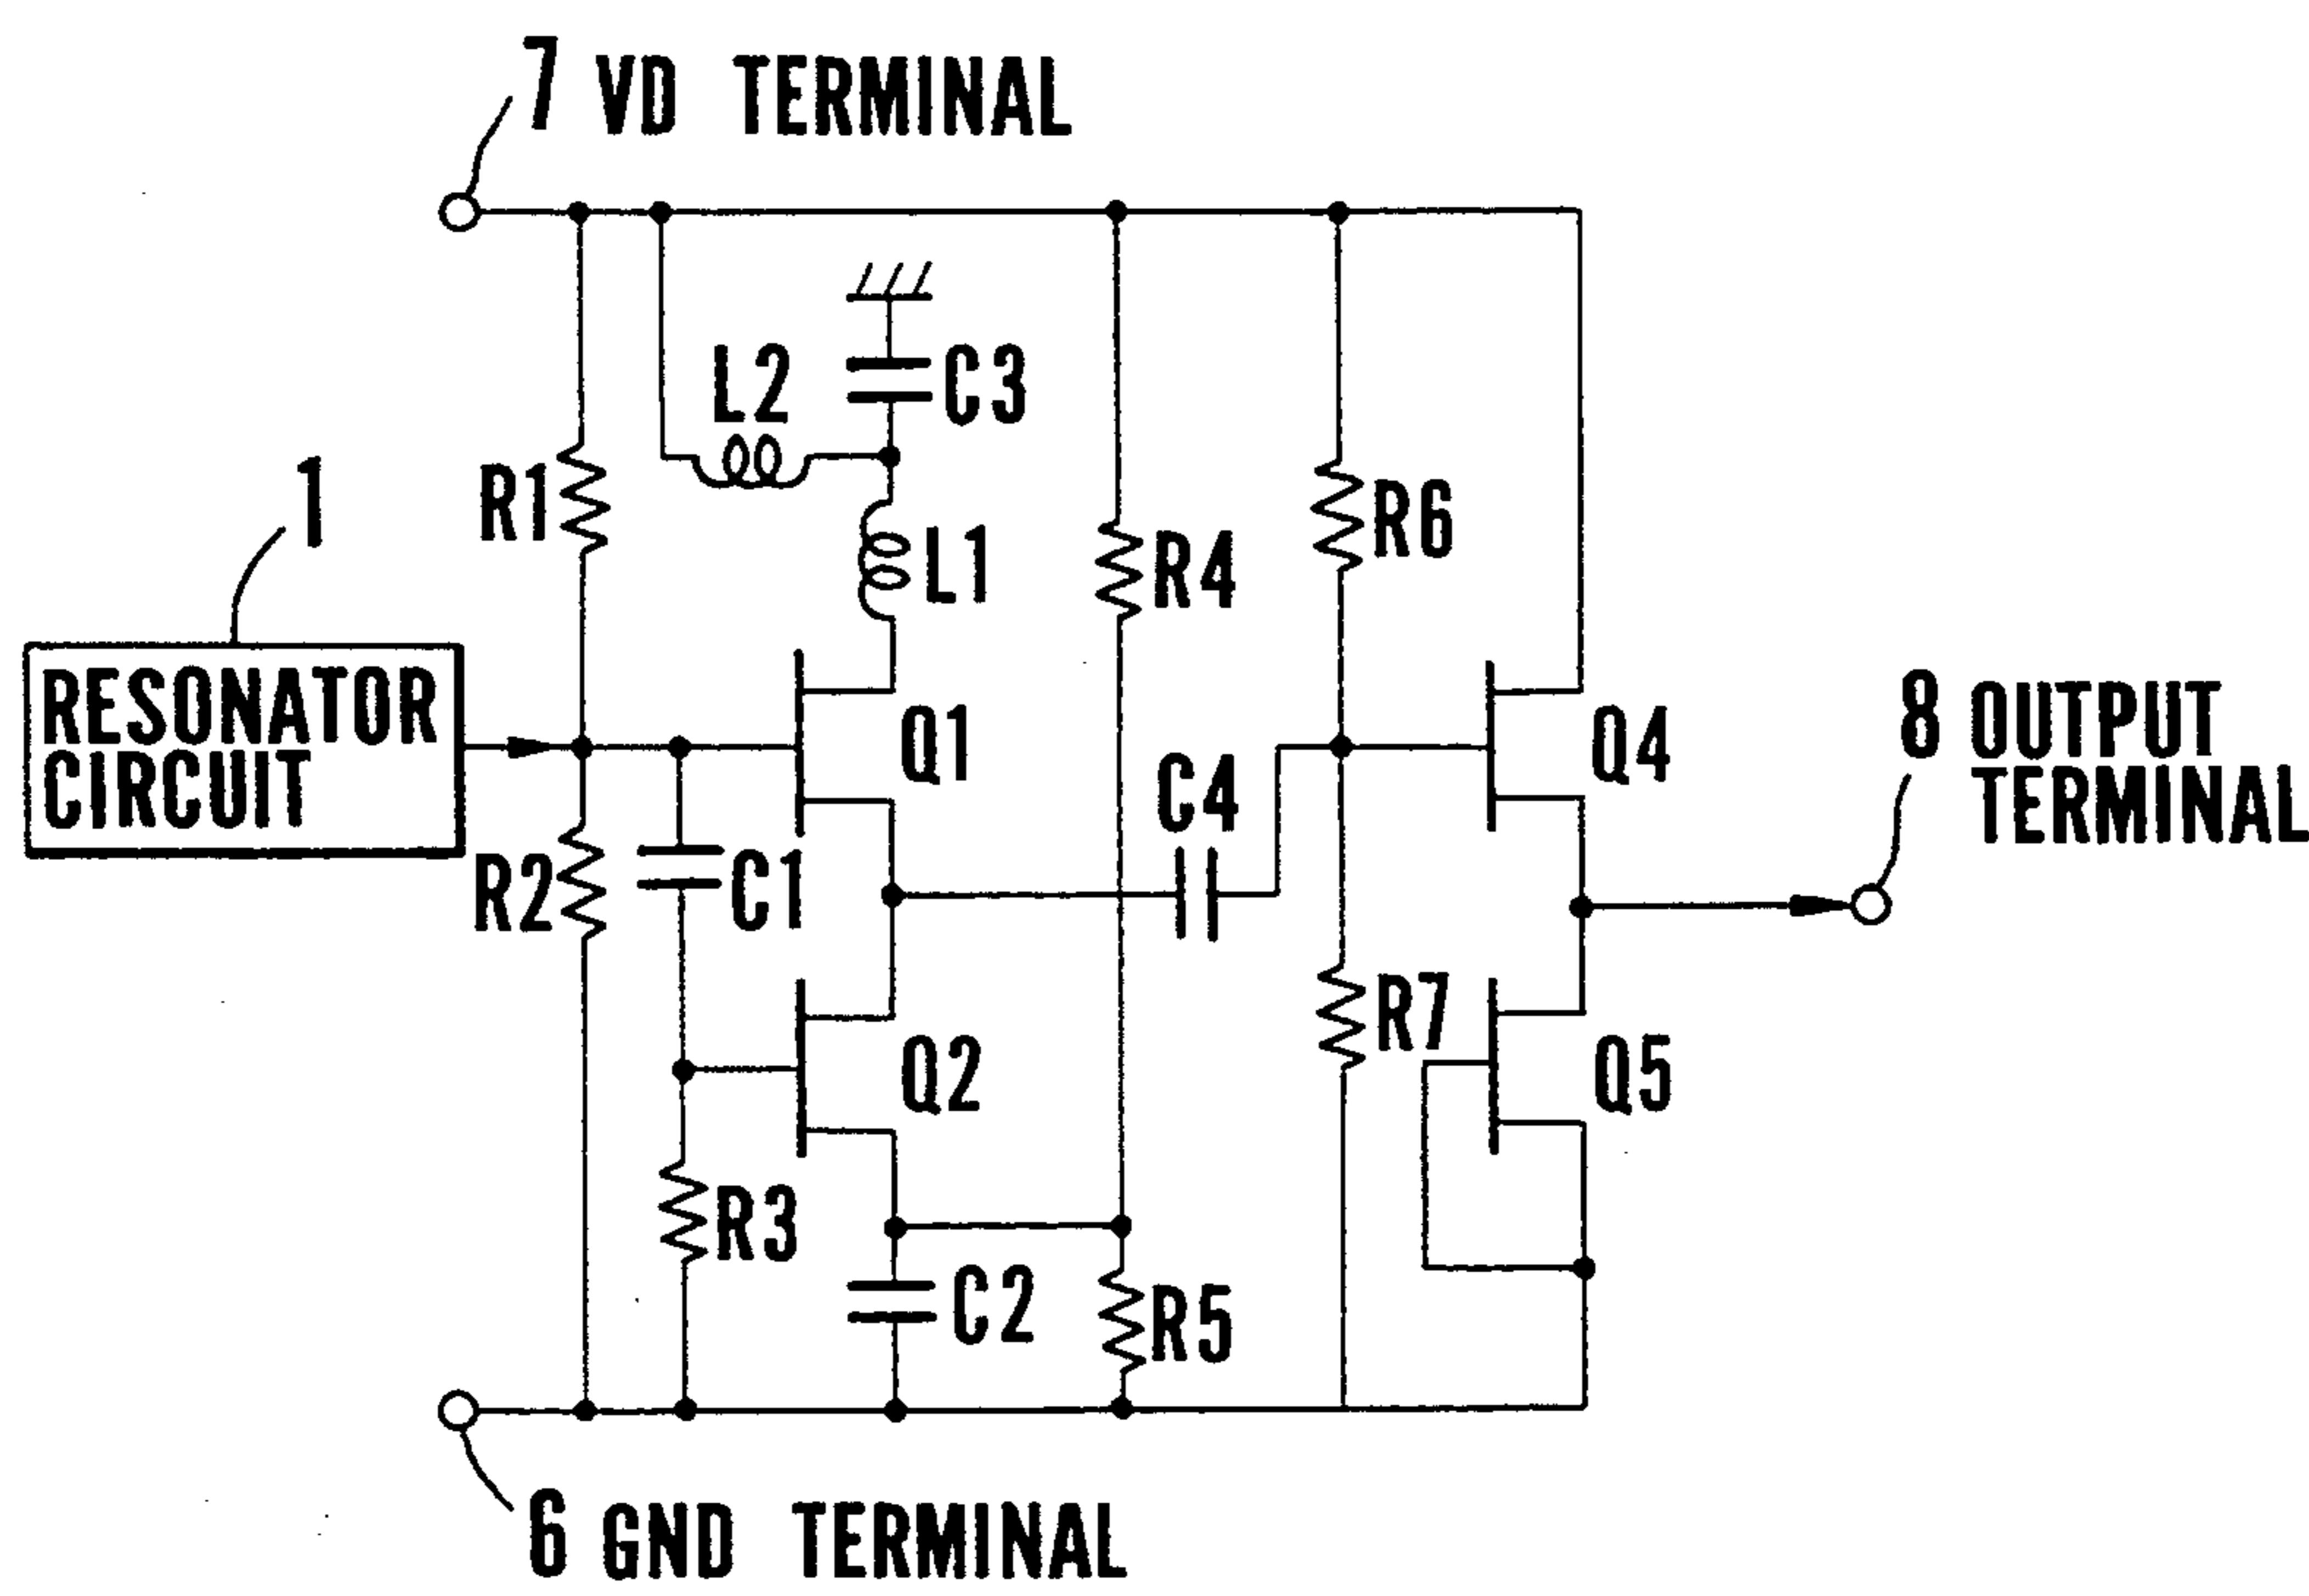 7 VD TERMINAL
C3
L2
1
R1
L1
R4
R6
RESONATOR
CIRCUIT
Q1
Q4
8 OUTPUT
TERMINAL
C4
R2
C1
R7
Q2
Q5
R3
C2
R5
6 GND TERMINAL